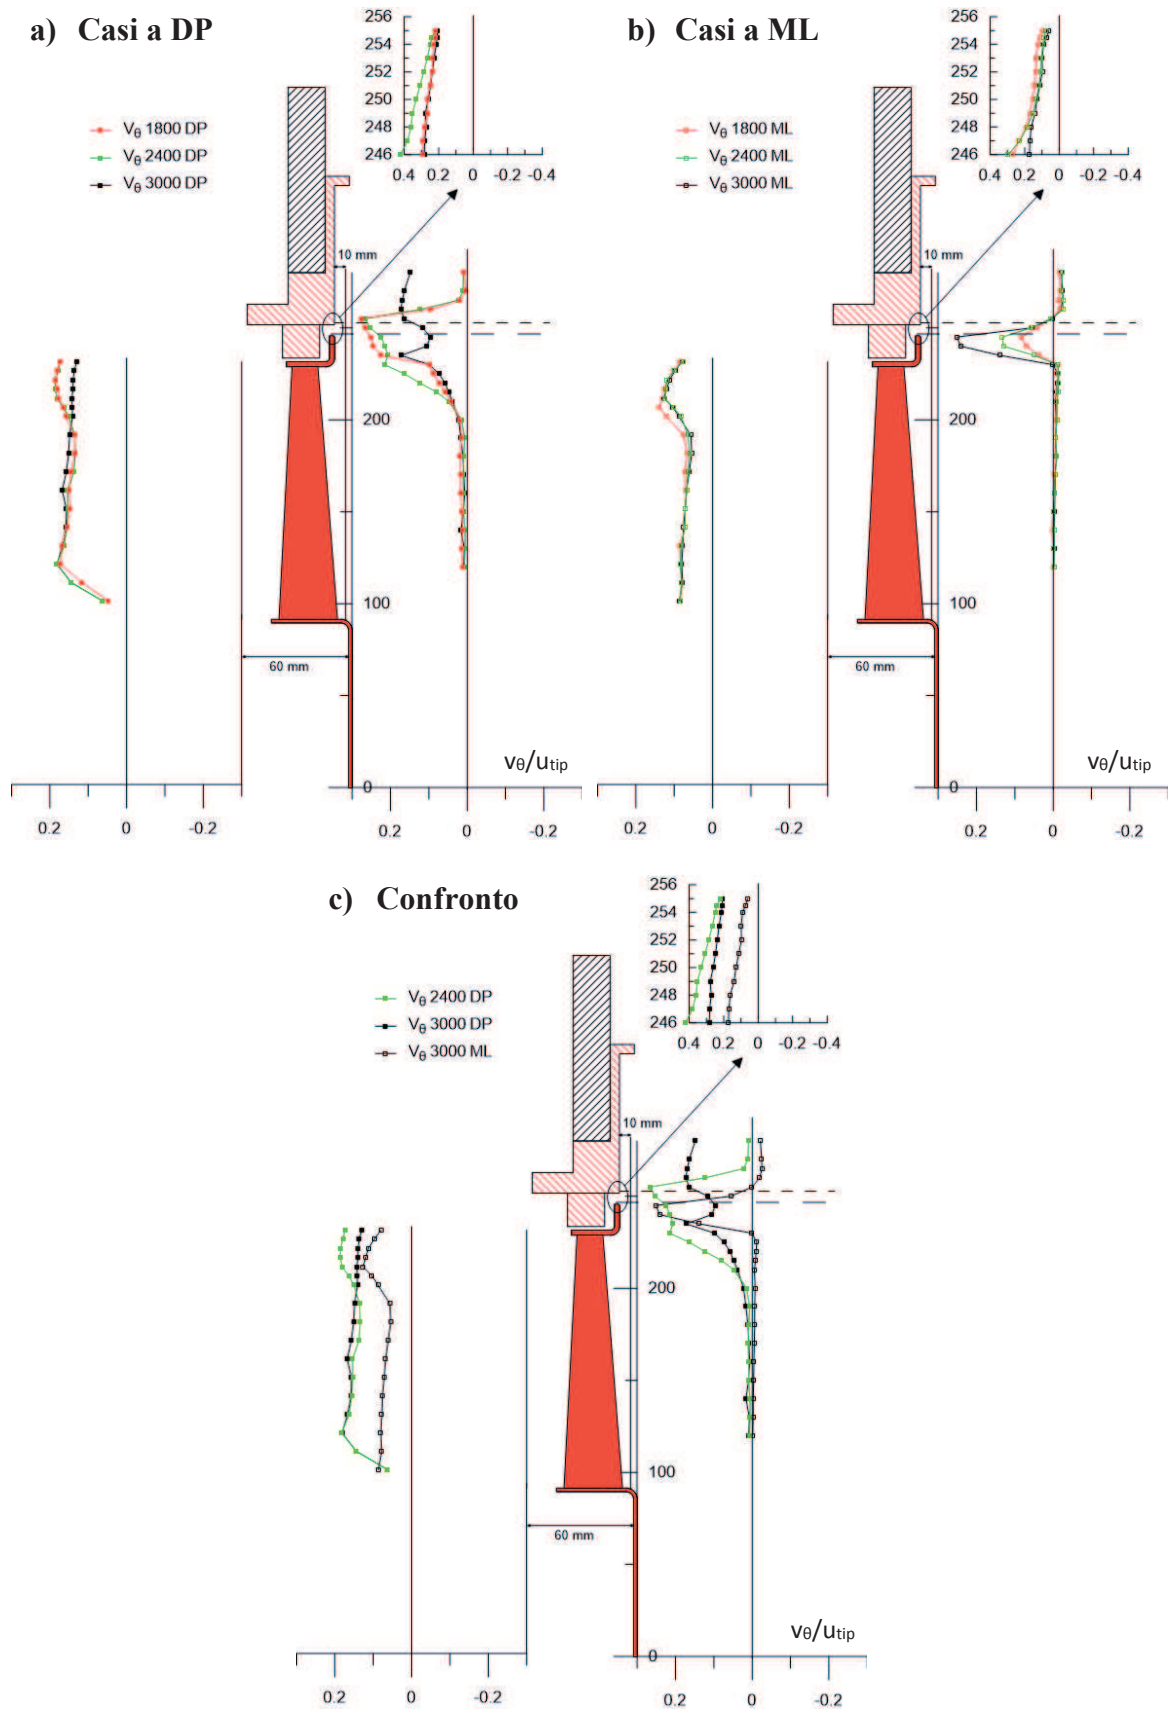 a) Casi a DP
Vθ 1800 DP
Vθ 2400 DP
Vθ 3000 DP
256
254
252
250
248
246
0.4 0.2 0 -0.2 -0.4
10 mm
200
100
60 mm
vθ/utip
0
0.2 0 -0.2
0.2 0 -0.2
b) Casi a ML
Vθ 1800 ML
Vθ 2400 ML
Vθ 3000 ML
256
254
252
250
248
246
0.4 0.2 0 -0.2 -0.4
10 mm
200
100
60 mm
vθ/utip
0
0.2 0 -0.2
0.2 0 -0.2
c) Confronto
Vθ 2400 DP
Vθ 3000 DP
Vθ 3000 ML
256
254
252
250
248
246
0.4 0.2 0 -0.2 -0.4
10 mm
200
100
60 mm
vθ/utip
0
0.2 0 -0.2
0.2 0 -0.2